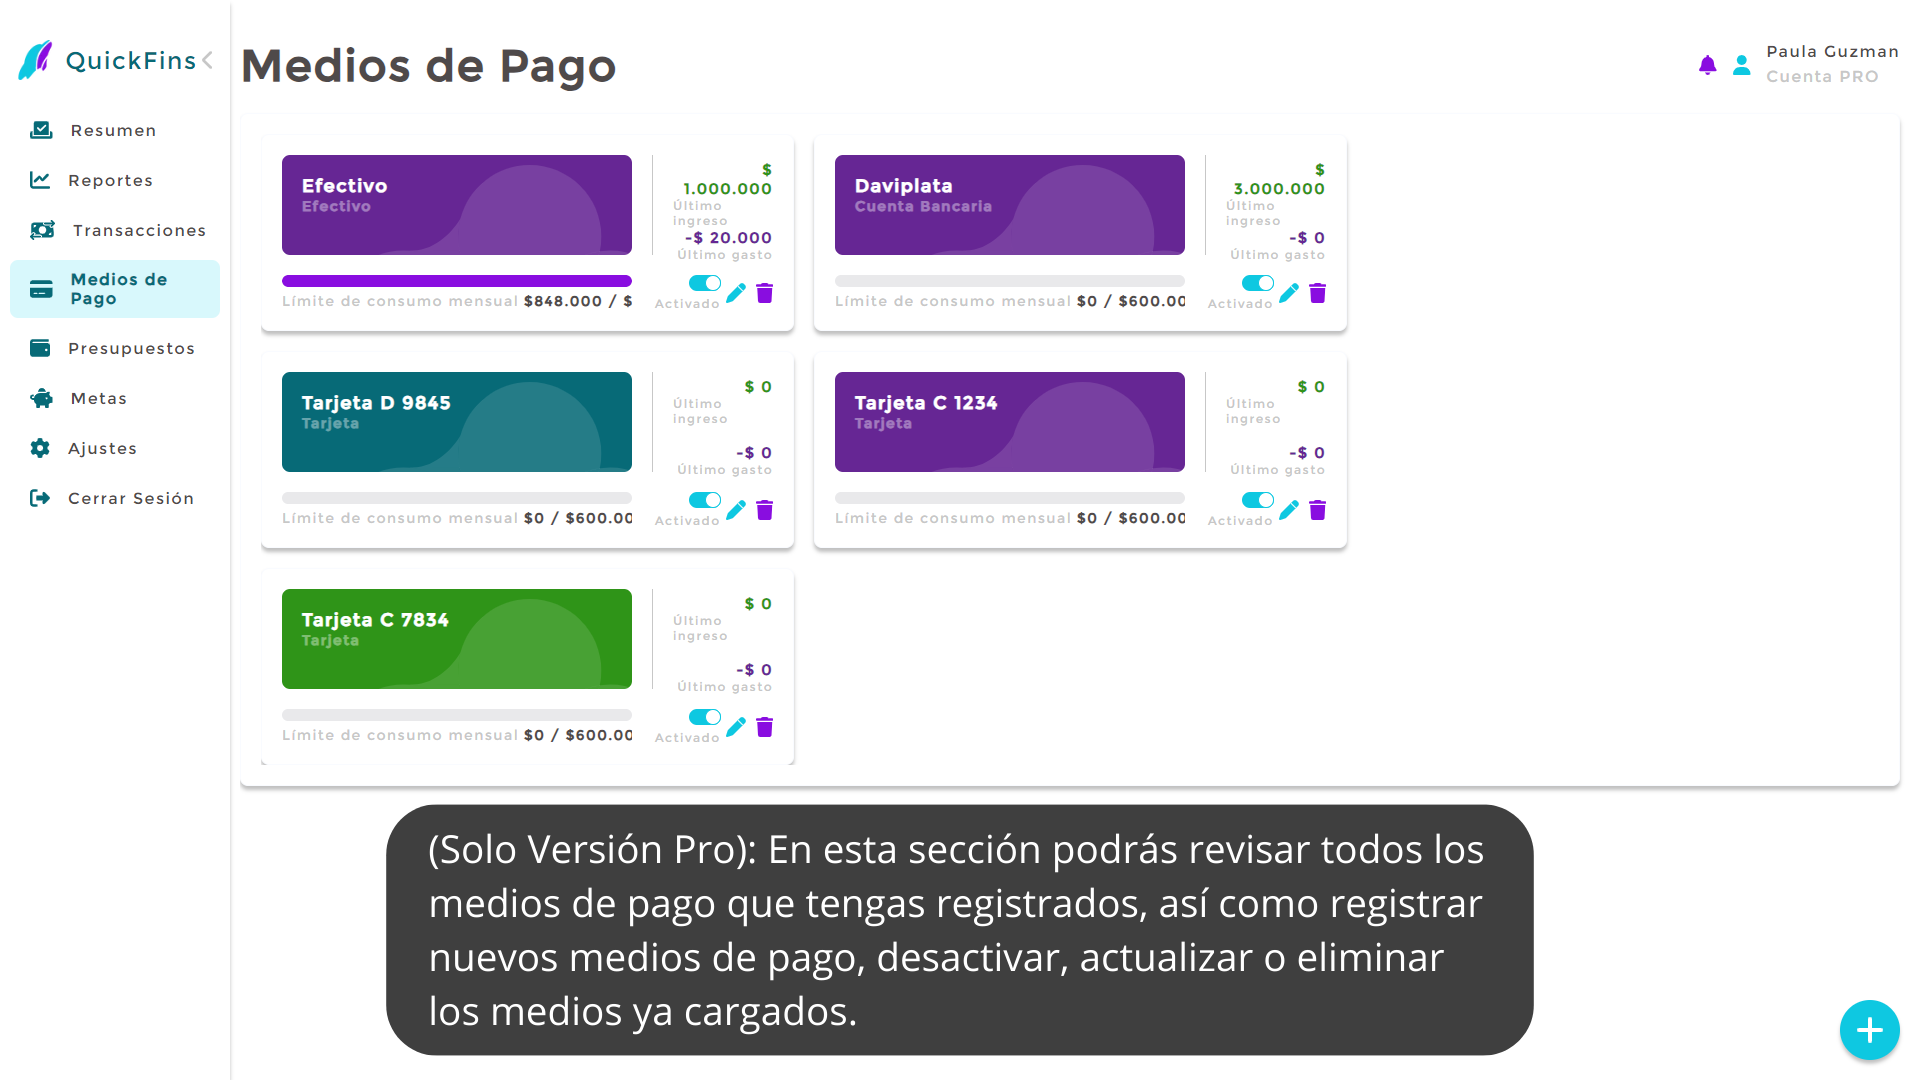 QuickFins
Resumen
Reportes
Transacciones
Medios de
Pago
Presupuestos
Metas
Ajustes
Cerrar Sesión
Medios de Pago
Paula Guzman
Cuenta PRO
Efectivo
Efectivo
$
1.000.000
Último
ingreso
-$ 20.000
Último gasto
Límite de consumo mensual $848.000 / $
Activado
Daviplata
Cuenta Bancaria
$
3.000.000
Último
ingreso
-$ 0
Último gasto
Límite de consumo mensual $0 / $600.00
Activado
Tarjeta D 9845
Tarjeta
$ 0
Último
ingreso
-$ 0
Último gasto
Límite de consumo mensual $0 / $600.00
Activado
Tarjeta C 1234
Tarjeta
$ 0
Último
ingreso
-$ 0
Último gasto
Límite de consumo mensual $0 / $600.00
Activado
Tarjeta C 7834
Tarjeta
$ 0
Último
ingreso
-$ 0
Último gasto
Límite de consumo mensual $0 / $600.00
Activado
(Solo Versión Pro): En esta sección podrás revisar todos los
medios de pago que tengas registrados, así como registrar
nuevos medios de pago, desactivar, actualizar o eliminar
los medios ya cargados.